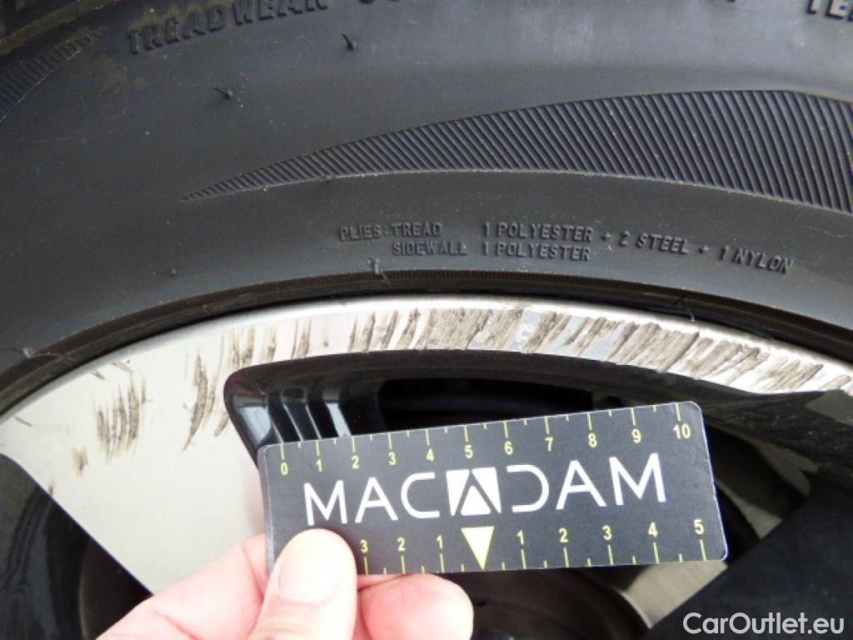 TREADWEAR
PLIES: TREAD 1 POLYESTER + 2 STEEL + 1 NYLON
SIDEWALL 1 POLYESTER
0 1 2 3 4 5 6 7 8 9 10
MACADAM
3 2 1 1 2 3 4 5
CarOutlet.eu